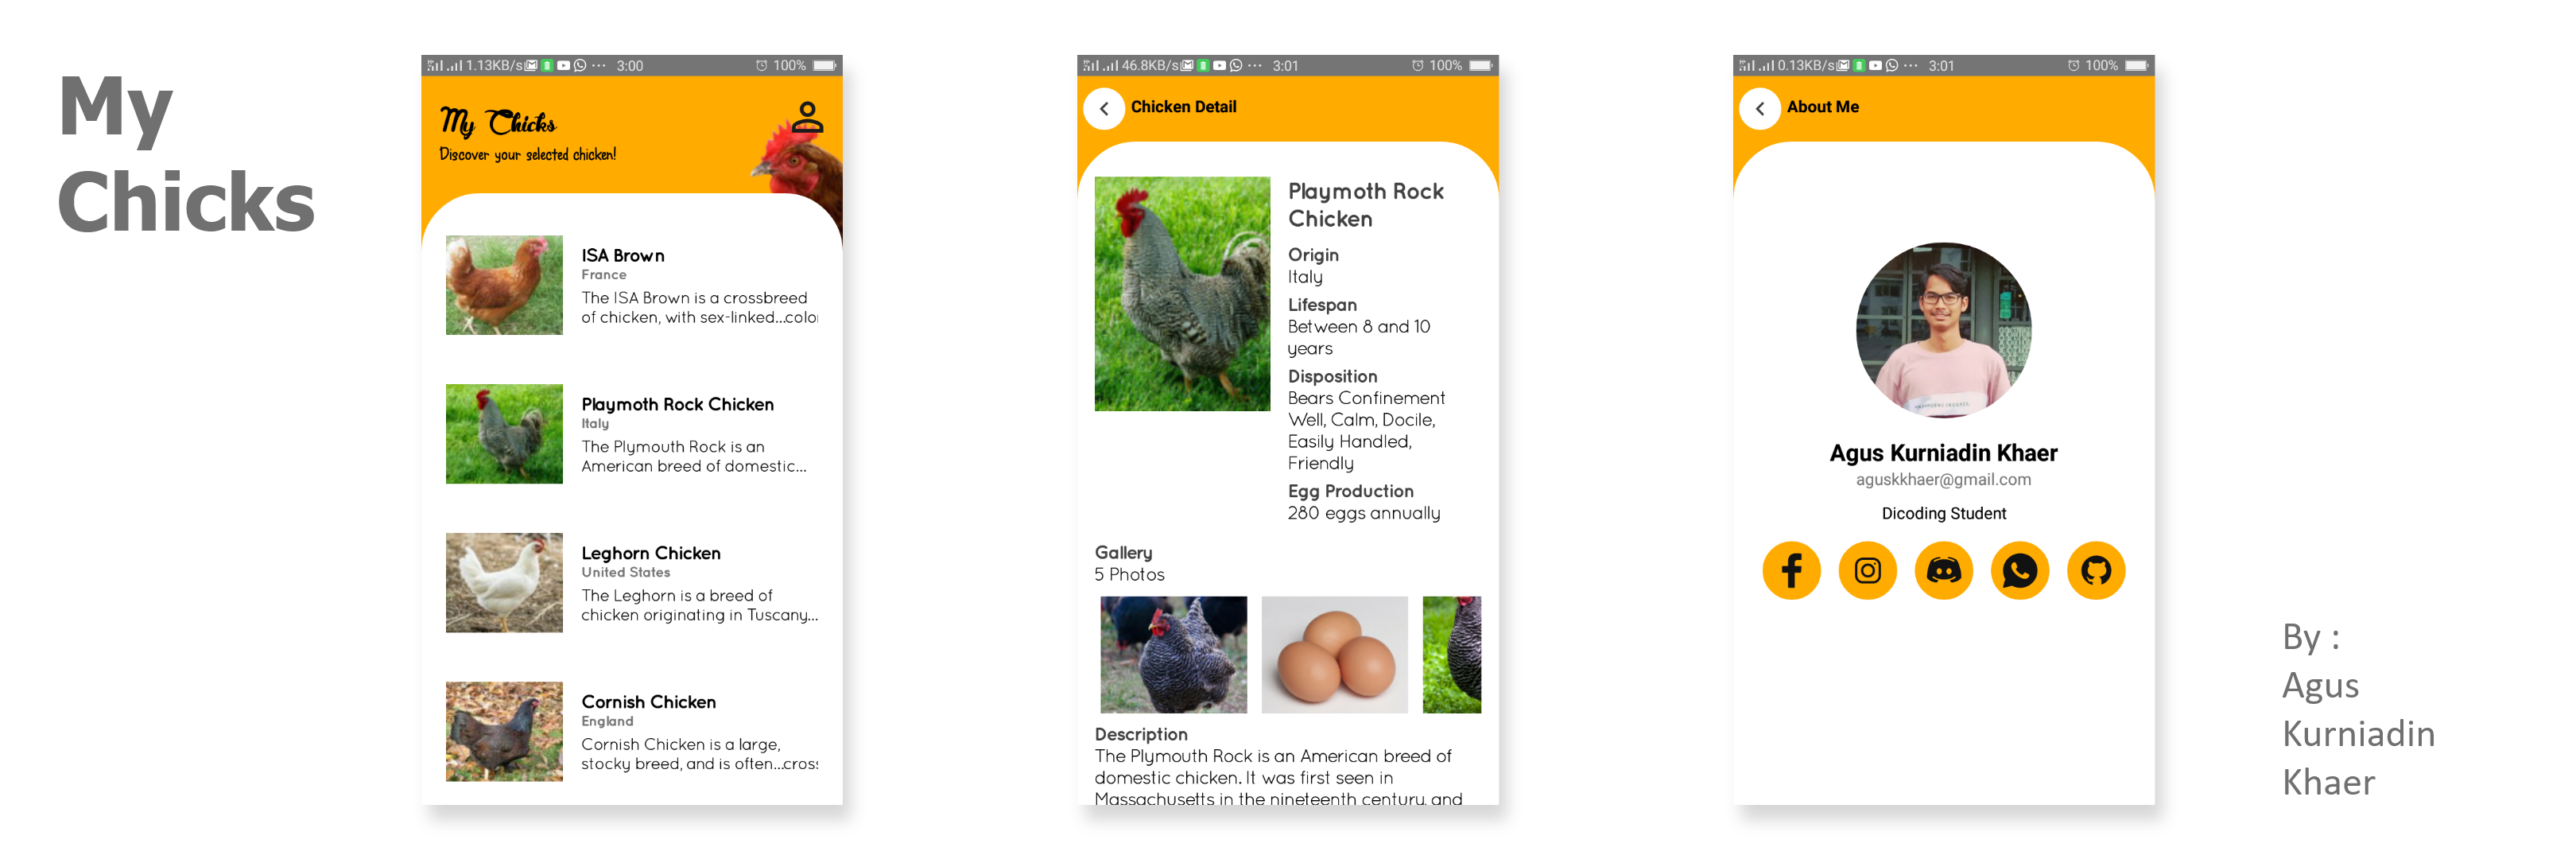 My
Chicks
1.13KB/s ... 3:00 100%
My Chicks
Discover your selected chicken!
ISA Brown
France
The ISA Brown is a crossbreed
of chicken, with sex-linked...color
Playmoth Rock Chicken
Italy
The Plymouth Rock is an
American breed of domestic...
Leghorn Chicken
United States
The Leghorn is a breed of
chicken originating in Tuscany...
Cornish Chicken
England
Cornish Chicken is a large,
stocky breed, and is often...cross
46.8KB/s ... 3:01 100%
Chicken Detail
Playmoth Rock
Chicken
Origin
Italy
Lifespan
Between 8 and 10
years
Disposition
Bears Confinement
Well, Calm, Docile,
Easily Handled,
Friendly
Egg Production
280 eggs annually
Gallery
5 Photos
Description
The Plymouth Rock is an American breed of
domestic chicken. It was first seen in
Massachusetts in the nineteenth century, and
0.13KB/s ... 3:01 100%
About Me
Agus Kurniadin Khaer
aguskkhaer@gmail.com
Dicoding Student
By :
Agus
Kurniadin
Khaer